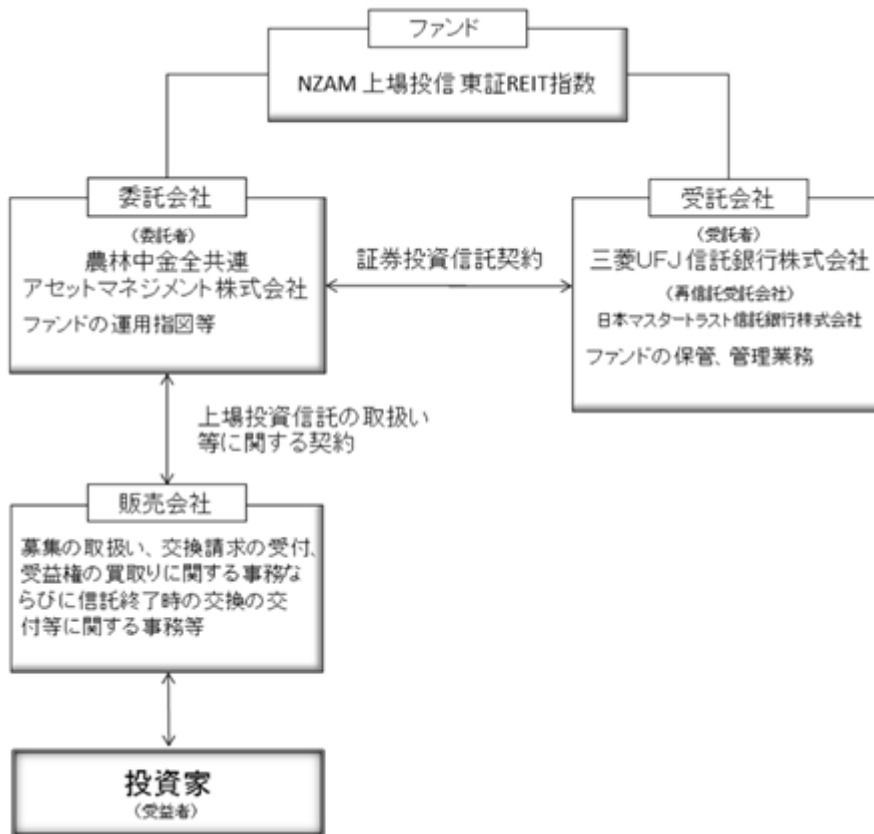 ファンド
NZAM 上場投信 東証REIT指数
委託会社
（委託者）
農林中金全共連
アセットマネジメント株式会社
ファンドの運用指図等
証券投資信託契約
受託会社
（受託者）
三菱UFJ信託銀行株式会社
（再信託受託会社）
日本マスタートラスト信託銀行株式会社
ファンドの保管、管理業務
上場投資信託の取扱い
等に関する契約
販売会社
募集の取扱い、交換請求の受付、
受益権の買取りに関する事務な
らびに信託終了時の交換の交
付等に関する事務等
投資家
（受益者）